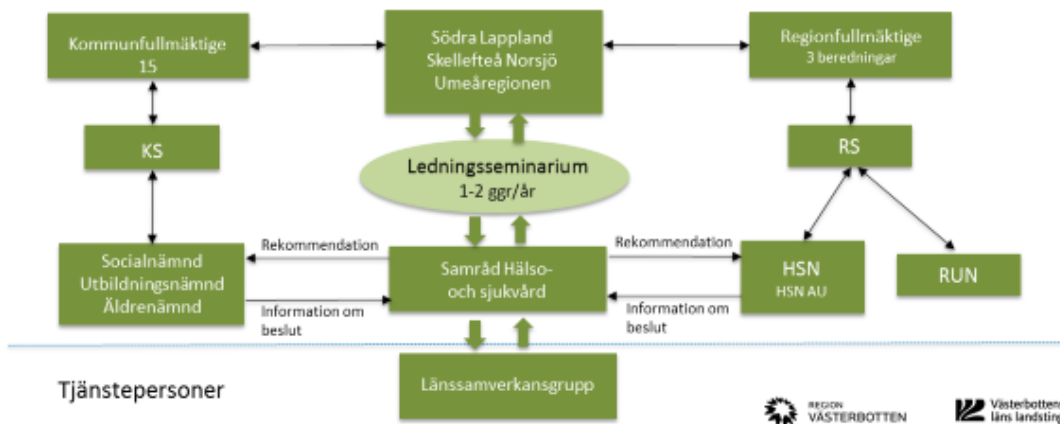 Kommunfullmäktige
15
Södra Lappland
Skellefteå Norsjö
Umeåregionen
Regionfullmäktige
3 beredningar
KS
Ledningsseminarium
1-2 ggr/år
RS
Socialnämnd
Utbildningsnämnd
Äldrenämnd
Rekommendation
Information om
beslut
Samråd Hälso-
och sjukvård
Rekommendation
Information om
beslut
HSN
HSN AU
RUN
Tjänstepersoner
Länssamverkansgrupp
REGION
VÄSTERBOTTEN
Västerbottens
läns landsting